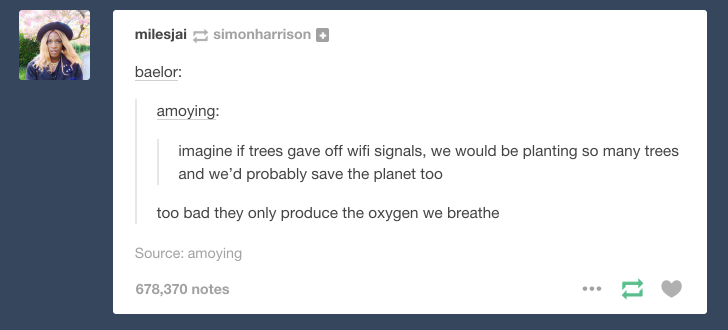 milesjai simonharrison
baelor:
amoying:
imagine if trees gave off wifi signals, we would be planting so many trees
and we’d probably save the planet too
too bad they only produce the oxygen we breathe
Source: amoying
678,370 notes